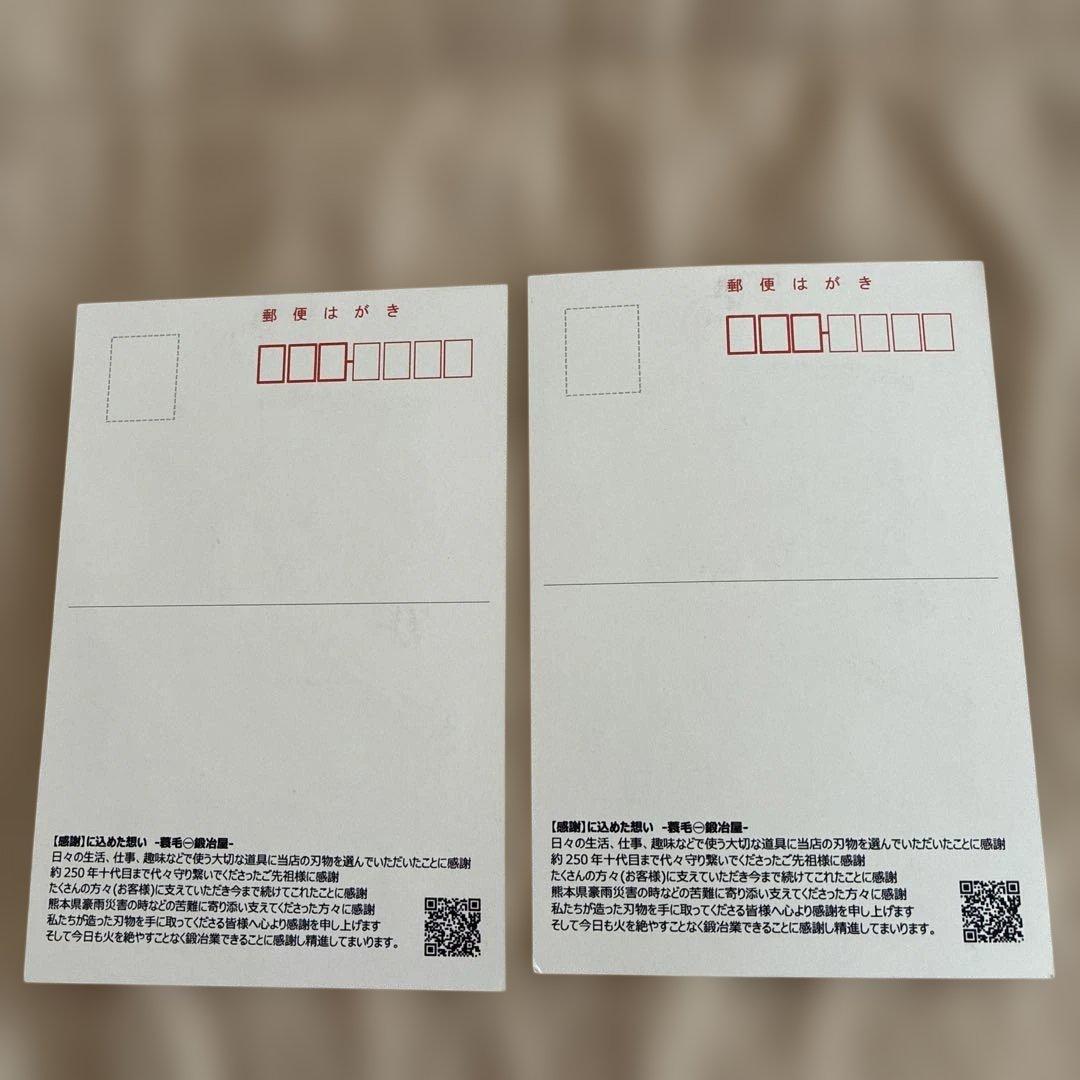 郵便はがき
【感謝】に込めた想い -蓑毛㊀鍛冶屋-
日々の生活、仕事、趣味などで使う大切な道具に当店の刃物を選んでいただいたことに感謝
約250年十代目まで代々守り繋いでくださったご先祖様に感謝
たくさんの方々(お客様)に支えていただき今まで続けてこれたことに感謝
熊本県豪雨災害の時などの苦難に寄り添い支えてくださった方々に感謝
私たちが造った刃物を手に取ってくださる皆様へ心より感謝を申し上げます
そして今日も火を絶やすことなく鍛冶業できることに感謝し精進してまいります。
郵便はがき
【感謝】に込めた想い -蓑毛㊀鍛冶屋-
日々の生活、仕事、趣味などで使う大切な道具に当店の刃物を選んでいただいたことに感謝
約250年十代目まで代々守り繋いでくださったご先祖様に感謝
たくさんの方々(お客様)に支えていただき今まで続けてこれたことに感謝
熊本県豪雨災害の時などの苦難に寄り添い支えてくださった方々に感謝
私たちが造った刃物を手に取ってくださる皆様へ心より感謝を申し上げます
そして今日も火を絶やすことなく鍛冶業できることに感謝し精進してまいります。